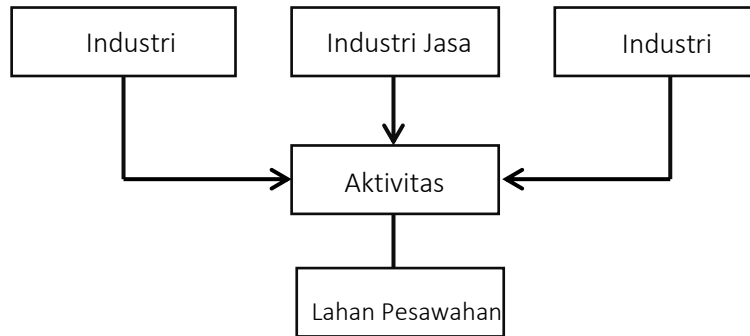 Industri
Industri Jasa
Industri
Aktivitas
Lahan Pesawahan